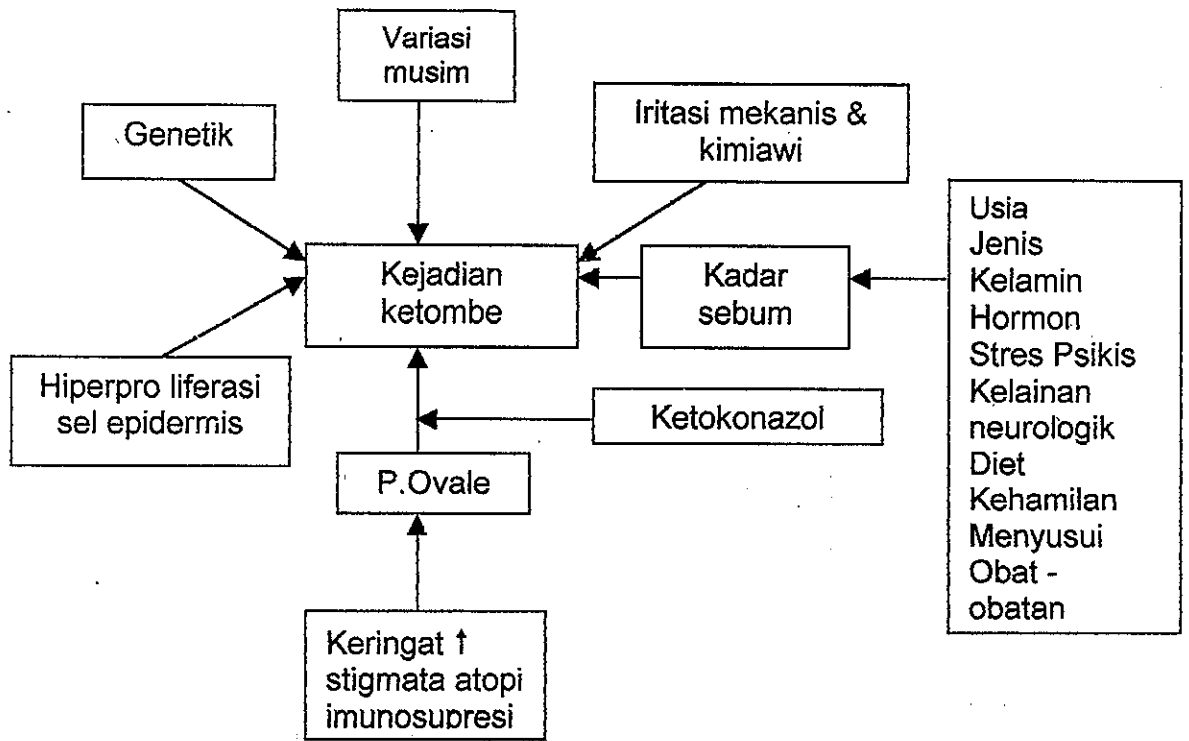 Variasi
musim
Genetik
Iritasi mekanis &
kimiawi
Usia
Jenis
Kelamin
Hormon
Stres Psikis
Kelainan
neurologik
Diet
Kehamilan
Menyusui
Obat -
obatan
Kejadian
ketombe
Kadar
sebum
Hiperpro liferasi
sel epidermis
Ketokonazol
P.Ovale
Keringat ↑
stigmata atopi
imunosupresi